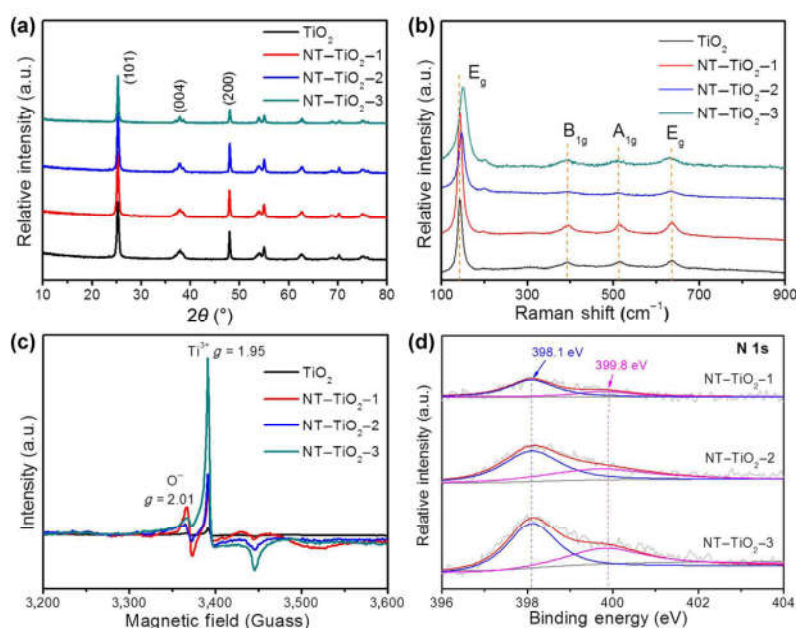 (a)
TiO₂
NT–TiO₂–1
NT–TiO₂–2
NT–TiO₂–3
(101)
(004)
(200)
Relative intensity (a.u.)
10 20 30 40 50 60 70 80
2θ (°)
(b)
TiO₂
NT–TiO₂–1
NT–TiO₂–2
NT–TiO₂–3
E_g
B_1g
A_1g
E_g
Relative intensity (a.u.)
100 300 500 700 900
Raman shift (cm⁻¹)
(c)
Ti³⁺ g = 1.95
TiO₂
NT–TiO₂–1
NT–TiO₂–2
NT–TiO₂–3
O⁻
g = 2.01
Intensity (a.u.)
3,200 3,300 3,400 3,500 3,600
Magnetic field (Guass)
(d)
N 1s
398.1 eV
399.8 eV
NT–TiO₂–1
NT–TiO₂–2
NT–TiO₂–3
Relative intensity (a.u.)
396 398 400 402 404
Binding energy (eV)